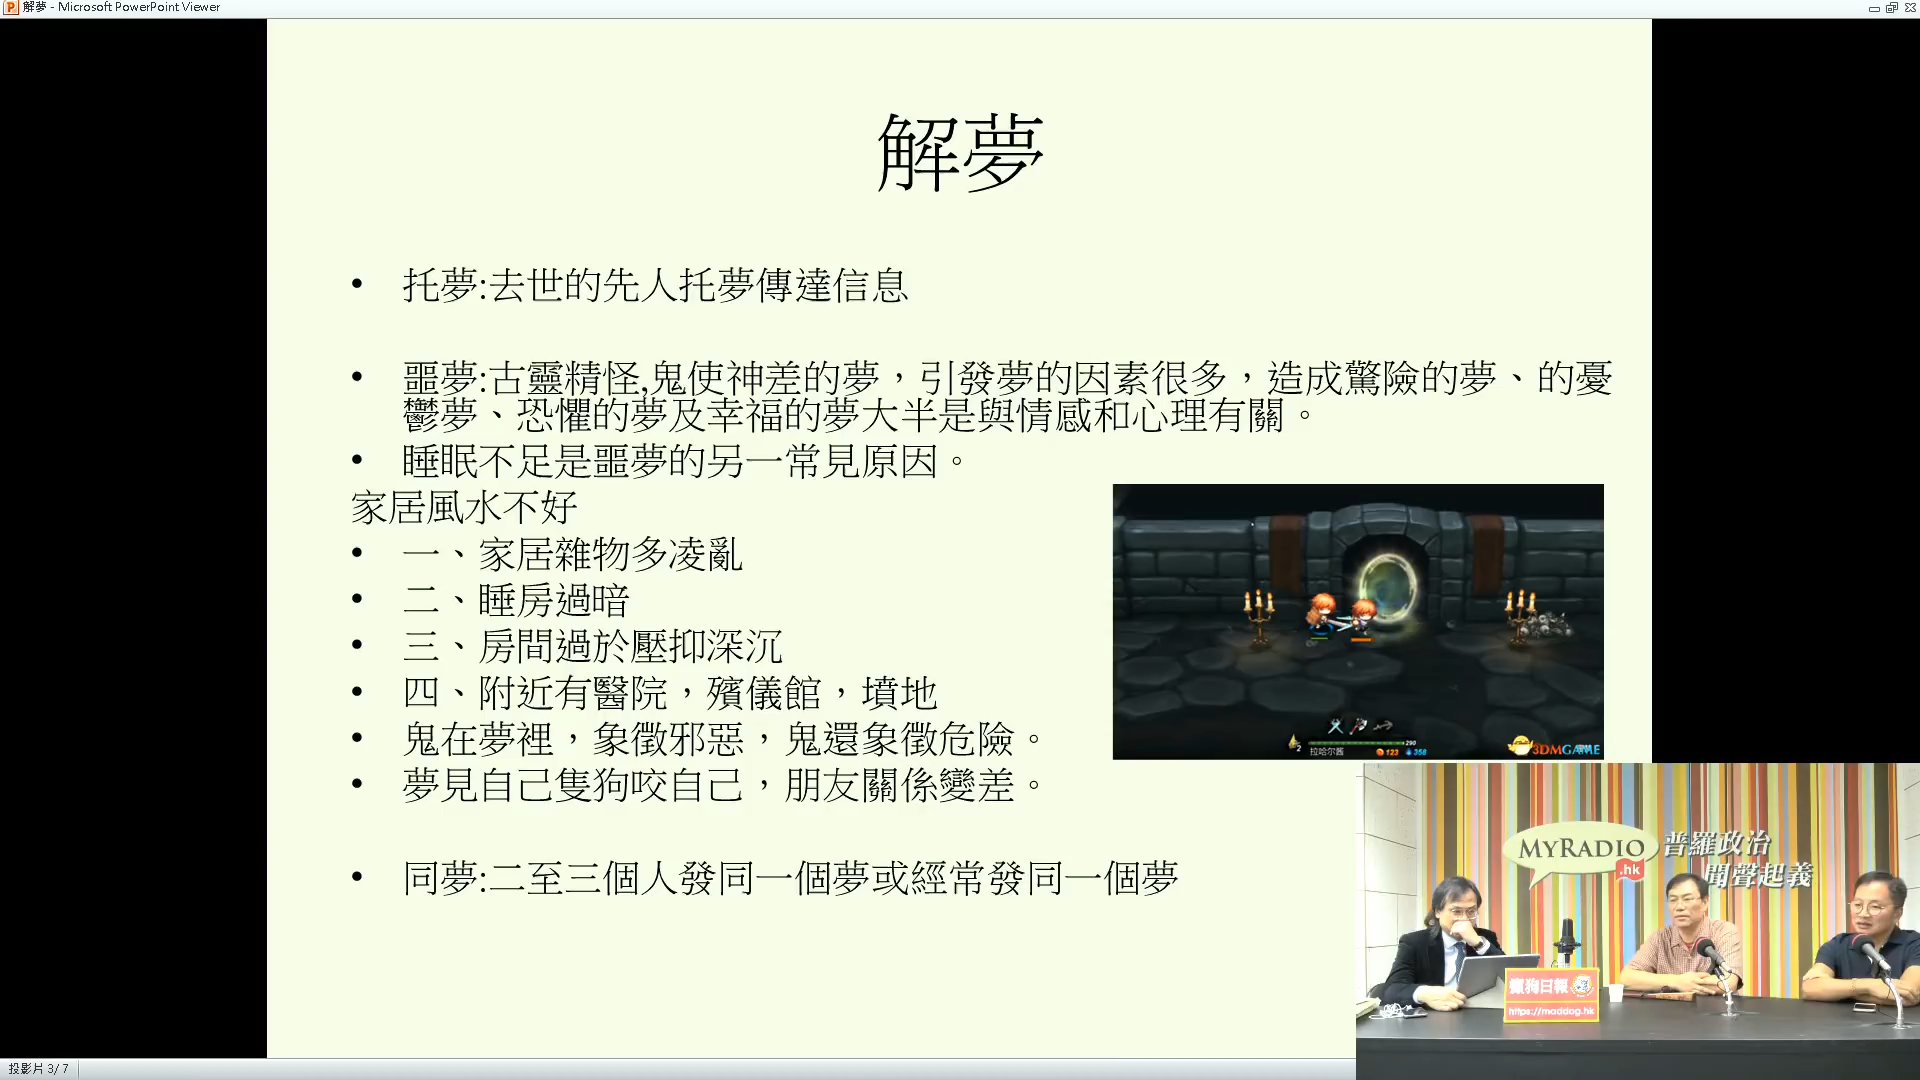 解夢 - Microsoft PowerPoint Viewer
解夢
• 托夢:去世的先人托夢傳達信息
• 噩夢:古靈精怪,鬼使神差的夢，引發夢的因素很多，造成驚險的夢、的憂
鬱夢、恐懼的夢及幸福的夢大半是與情感和心理有關。
• 睡眠不足是噩夢的另一常見原因。
家居風水不好
• 一、家居雜物多凌亂
• 二、睡房過暗
• 三、房間過於壓抑深沉
• 四、附近有醫院，殯儀館，墳地
• 鬼在夢裡，象徵邪惡，鬼還象徵危險。
• 夢見自己隻狗咬自己，朋友關係變差。
• 同夢:二至三個人發同一個夢或經常發同一個夢
2
拉哈尔酱
290
123
358
3DMGAME
MYRADIO
.hk
普羅政治
聞聲起義
癲狗日報
https://maddog.hk
投影片 3/7